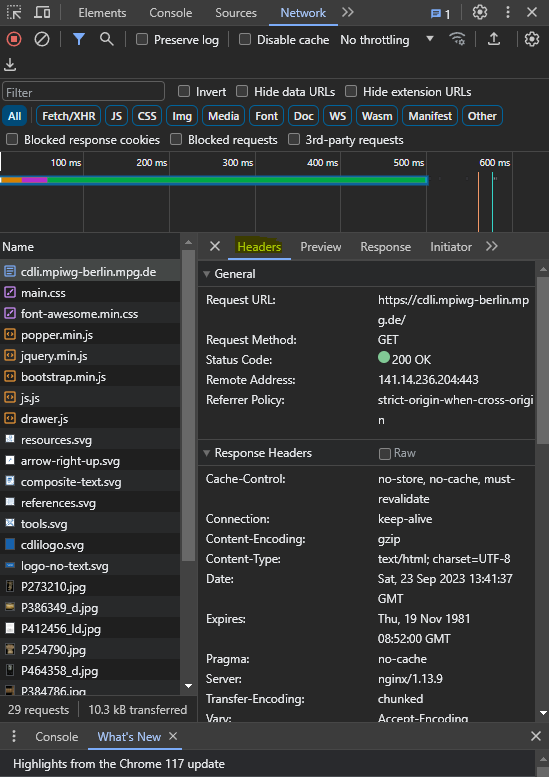 Elements Console Sources Network 1
Preserve log Disable cache No throttling
Filter Invert Hide data URLs Hide extension URLs
All Fetch/XHR JS CSS Img Media Font Doc WS Wasm Manifest Other
Blocked response cookies Blocked requests 3rd-party requests
100 ms 200 ms 300 ms 400 ms 500 ms 600 ms
Name
cdli.mpiwg-berlin.mpg.de
main.css
font-awesome.min.css
popper.min.js
jquery.min.js
bootstrap.min.js
js.js
drawer.js
resources.svg
arrow-right-up.svg
composite-text.svg
references.svg
tools.svg
cdlilogo.svg
logo-no-text.svg
P273210.jpg
P386349_d.jpg
P412456_ld.jpg
P254790.jpg
P464358_d.jpg
P384786.jpg
29 requests 10.3 kB transferred
Headers Preview Response Initiator
General
Request URL: https://cdli.mpiwg-berlin.mp
g.de/
Request Method: GET
Status Code: 200 OK
Remote Address: 141.14.236.204:443
Referrer Policy: strict-origin-when-cross-origi
n
Response Headers Raw
Cache-Control: no-store, no-cache, must-
revalidate
Connection: keep-alive
Content-Encoding: gzip
Content-Type: text/html; charset=UTF-8
Date: Sat, 23 Sep 2023 13:41:37
GMT
Expires: Thu, 19 Nov 1981
08:52:00 GMT
Pragma: no-cache
Server: nginx/1.13.9
Transfer-Encoding: chunked
Vary: Accept-Encoding
Console What's New
Highlights from the Chrome 117 update